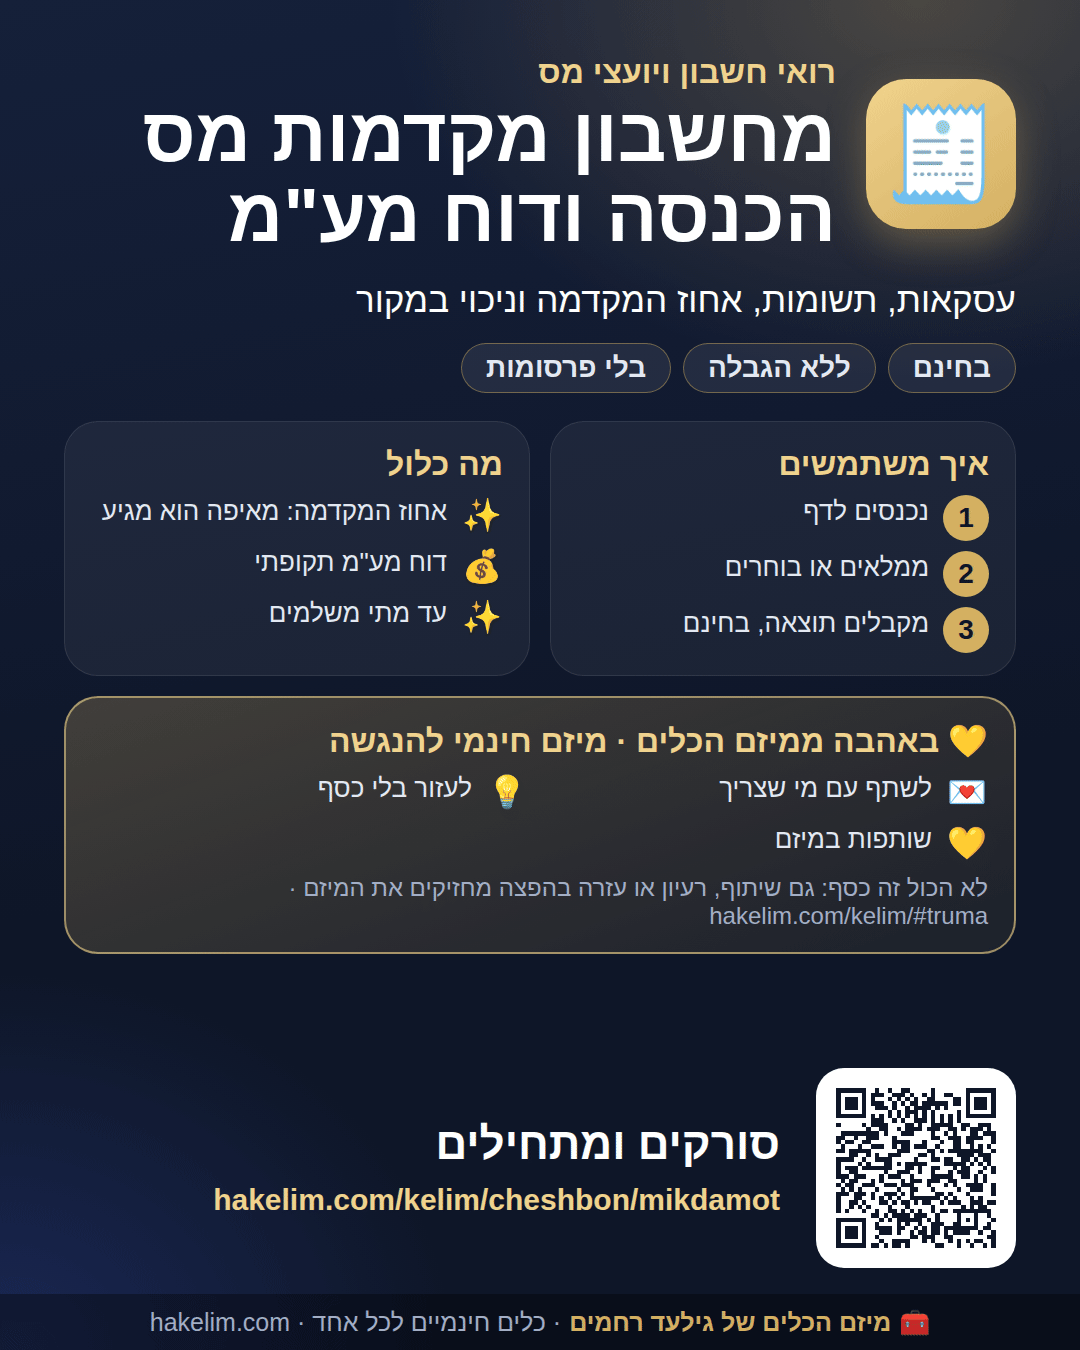 רואי חשבון ויועצי מס
מחשבון מקדמות מס
הכנסה ודוח מע"מ
עסקאות, תשומות, אחוז המקדמה וניכוי במקור
בחינם
ללא הגבלה
בלי פרסומות
איך משתמשים
1 נכנסים לדף
2 ממלאים או בוחרים
3 מקבלים תוצאה, בחינם
מה כלול
✨ אחוז המקדמה: מאיפה הוא מגיע
💰 דוח מע"מ תקופתי
✨ עד מתי משלמים
💛 באהבה ממיזם הכלים · מיזם חינמי להנגשה
💌 לשתף עם מי שצריך
💡 לעזור בלי כסף
💛 שותפות במיזם
לא הכול זה כסף: גם שיתוף, רעיון או עזרה בהפצה מחזיקים את המיזם ·
hakelim.com/kelim/#truma
סורקים ומתחילים
hakelim.com/kelim/cheshbon/mikdamot
🧰 מיזם הכלים של גילעד רחמים · כלים חינמיים לכל אחד · hakelim.com